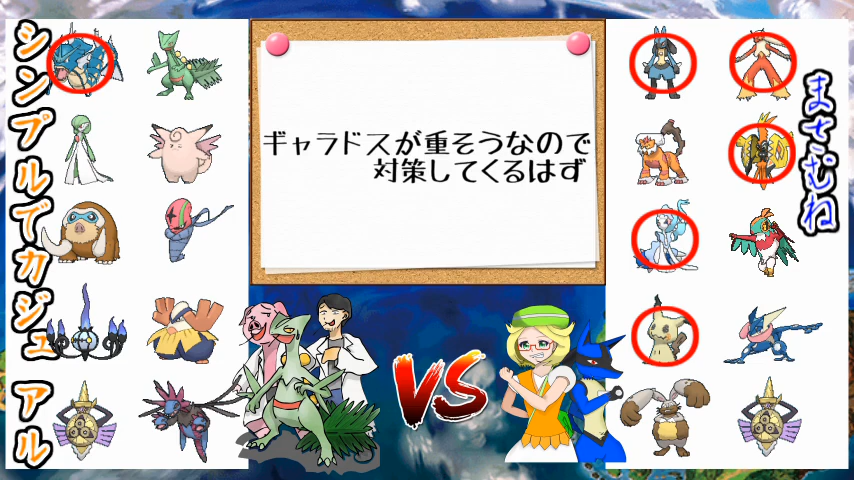 シンプルでカジュアル
ギャラドスが重そうなので
対策してくるはず
まさむね
VS